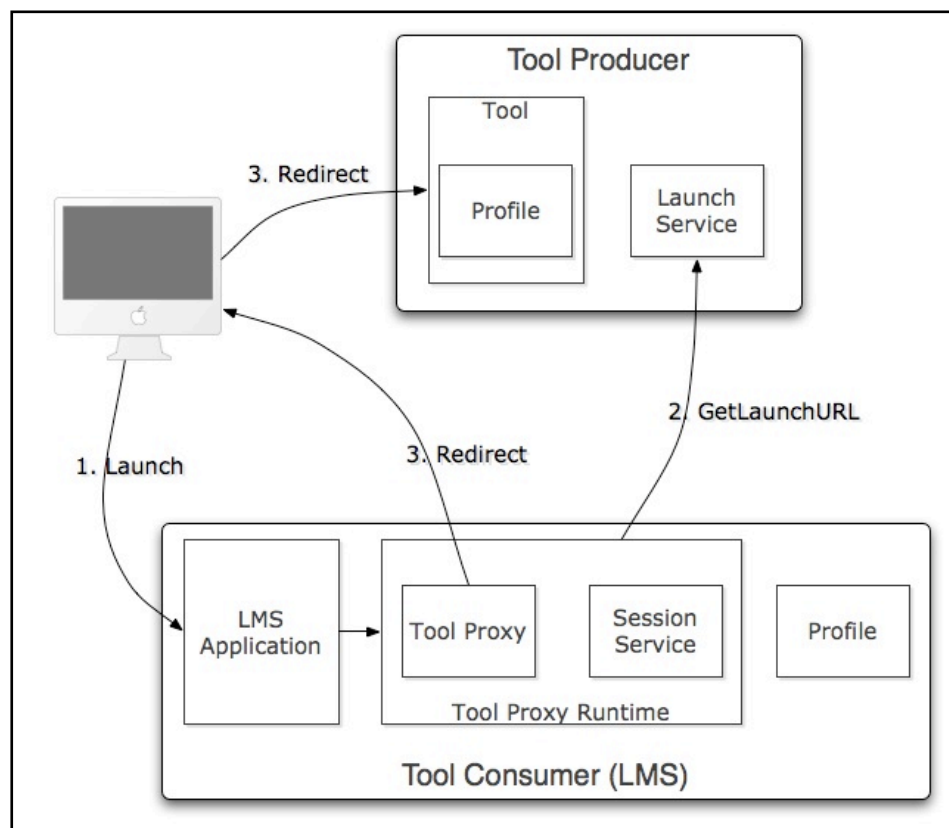 Tool Producer
Tool
Profile
Launch
Service
3. Redirect
2. GetLaunchURL
1. Launch
3. Redirect
LMS
Application
Tool Proxy
Session
Service
Profile
Tool Proxy Runtime
Tool Consumer (LMS)